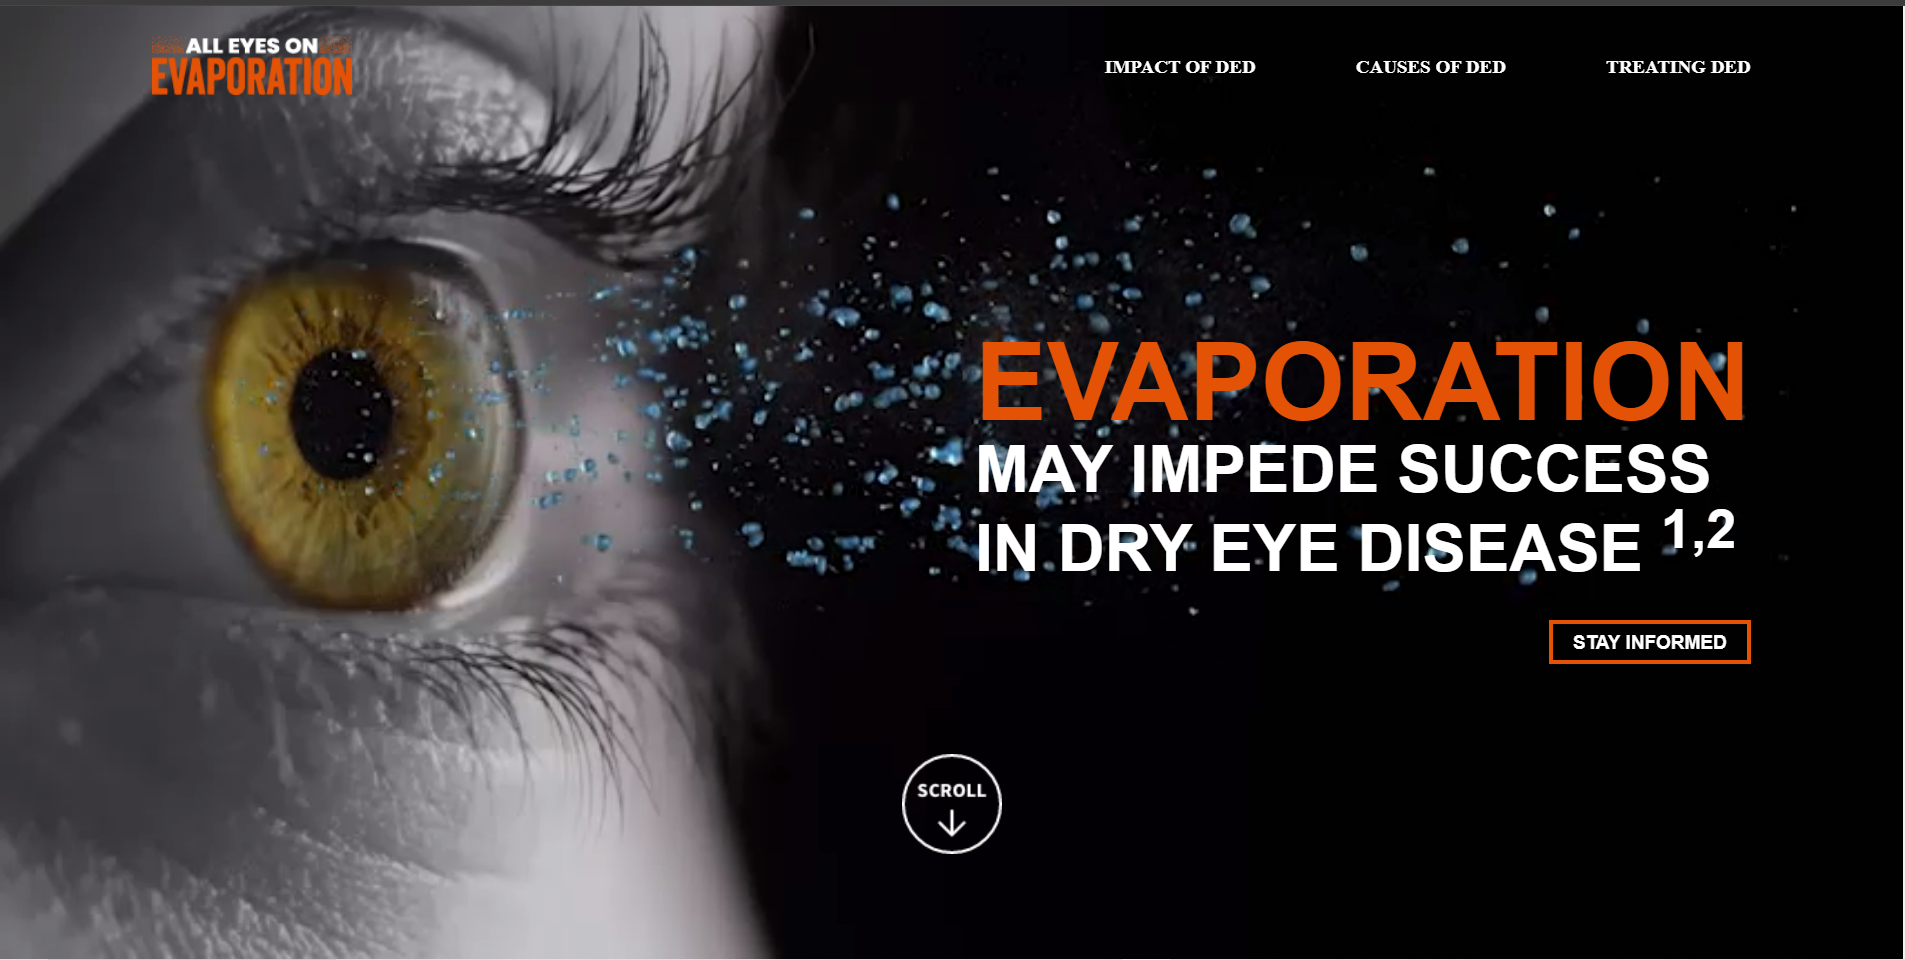 ALL EYES ON
EVAPORATION
IMPACT OF DED
CAUSES OF DED
TREATING DED
EVAPORATION
MAY IMPEDE SUCCESS
IN DRY EYE DISEASE 1,2
STAY INFORMED
SCROLL